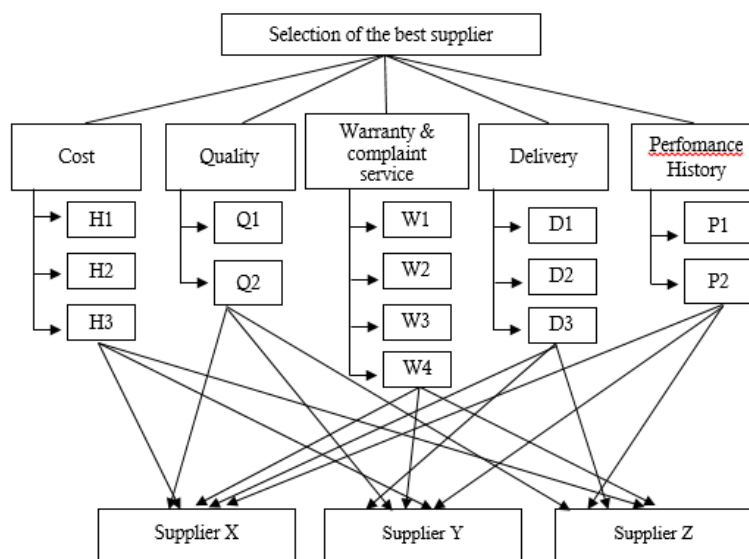 Selection of the best supplier
Cost
Quality
Warranty &
complaint
service
Delivery
Perfomance
History
H1
H2
H3
Q1
Q2
W1
W2
W3
W4
D1
D2
D3
P1
P2
Supplier X
Supplier Y
Supplier Z